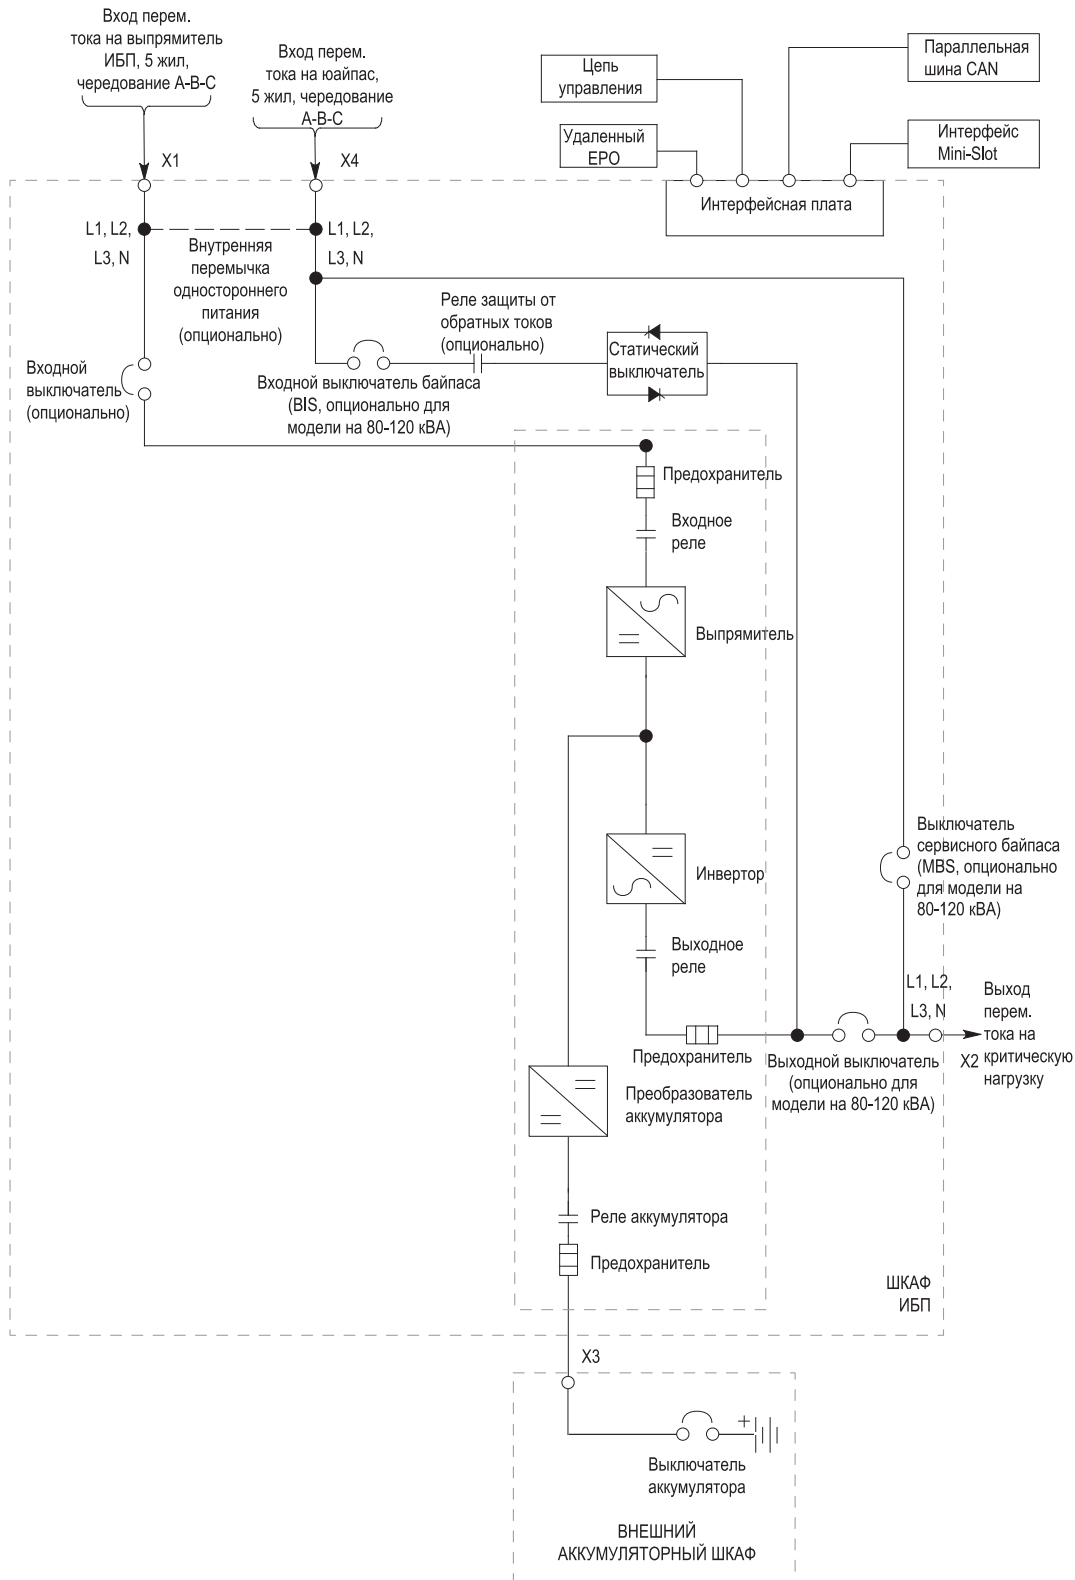 Вход перем.
тока на выпрямитель
ИБП, 5 жил,
чередование A-B-C
Вход перем.
тока на юайпас,
5 жил, чередование
A-B-C
Цепь
управления
Удаленный
EPO
Параллельная
шина CAN
Интерфейс
Mini-Slot
X1
X4
Интерфейсная плата
L1, L2,
L3, N
L1, L2,
L3, N
Внутренняя
перемычка
одностороннего
питания
(опционально)
Реле защиты от
обратных токов
(опционально)
Статический
выключатель
Входной
выключатель
(опционально)
Входной выключатель байпаса
(BIS, опционально для
модели на 80-120 кВА)
Предохранитель
Входное
реле
Выпрямитель
Инвертор
Выключатель
сервисного байпаса
(MBS, опционально
для модели на
80-120 кВА)
Выходное
реле
L1, L2,
L3, N
Выход
перем.
тока на
критическую
нагрузку
X2
Предохранитель
Выходной выключатель
(опционально для
модели на 80-120 кВА)
Преобразователь
аккумулятора
Реле аккумулятора
Предохранитель
ШКАФ
ИБП
X3
+
Выключатель
аккумулятора
ВНЕШНИЙ
АККУМУЛЯТОРНЫЙ ШКАФ